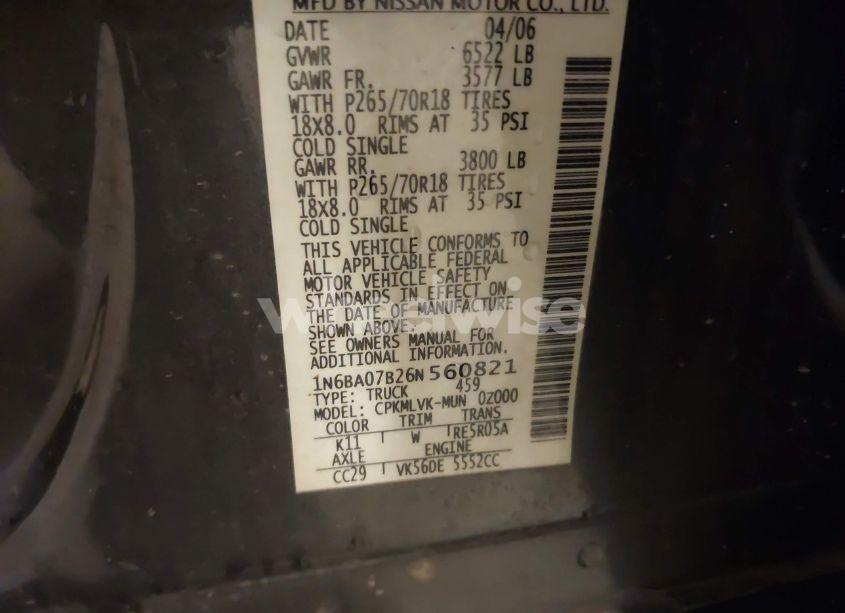 MFD BY NISSAN MOTOR CO., LTD.
DATE 04/06
GVWR 6522 LB
GAWR FR. 3577 LB
WITH P265/70R18 TIRES
18X8.0 RIMS AT 35 PSI
COLD SINGLE
GAWR RR. 3800 LB
WITH P265/70R18 TIRES
18X8.0 RIMS AT 35 PSI
COLD SINGLE
THIS VEHICLE CONFORMS TO
ALL APPLICABLE FEDERAL
MOTOR VEHICLE SAFETY
STANDARDS IN EFFECT ON
THE DATE OF MANUFACTURE
SHOWN ABOVE.
SEE OWNERS MANUAL FOR
ADDITIONAL INFORMATION.
1N6BA07B26N560821
TYPE: TRUCK 459
MODEL: CPKMLVK-MUN 0Z000
COLOR TRIM TRANS
K11 W RE5R05A
AXLE ENGINE
CC29 VK56DE 5552CC